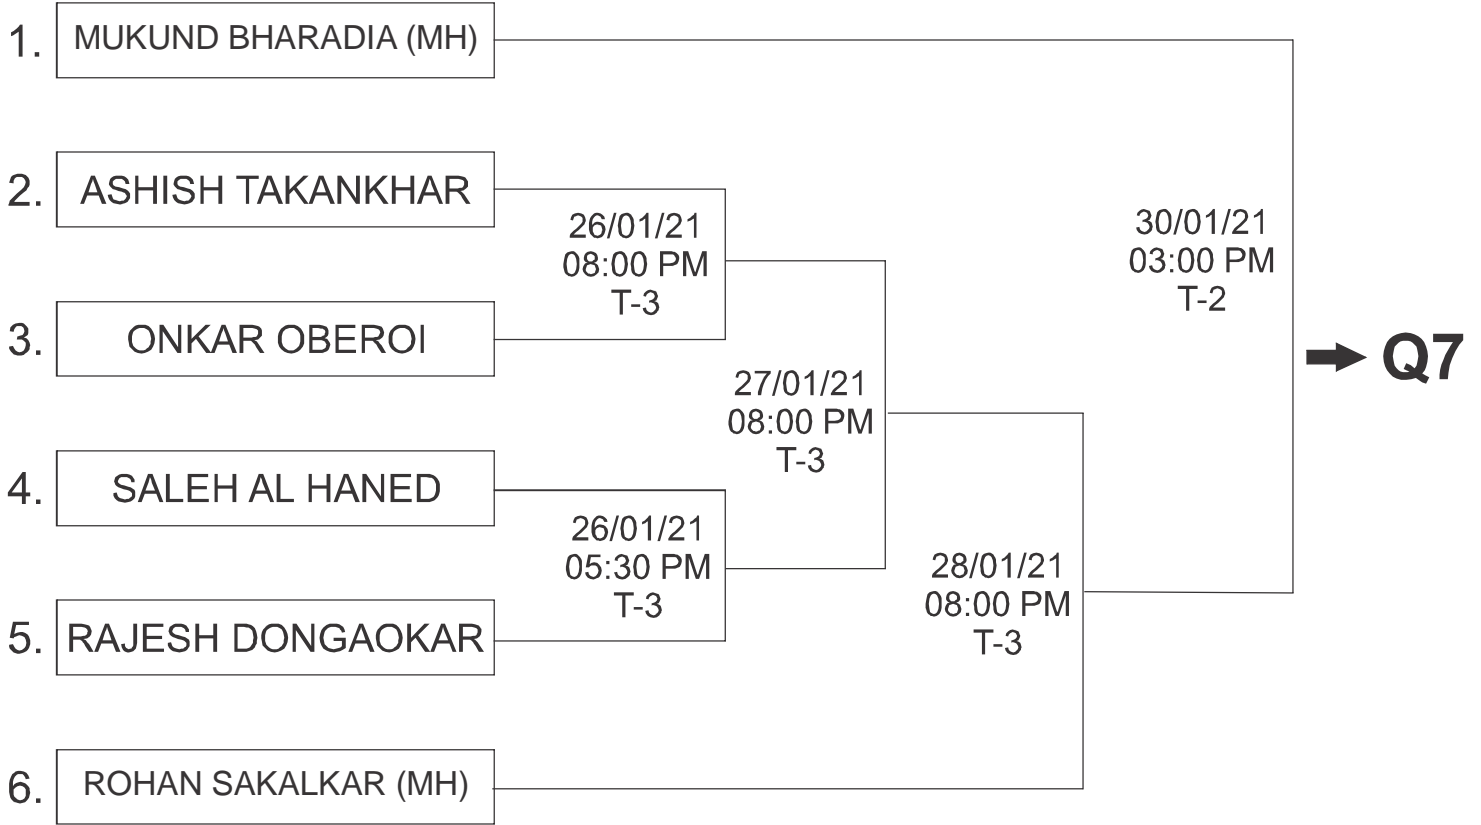 1. MUKUND BHARADIA (MH)
2. ASHISH TAKANKHAR
26/01/21
08:00 PM
T-3
30/01/21
03:00 PM
T-2
3. ONKAR OBEROI
Q7
27/01/21
08:00 PM
T-3
4. SALEH AL HANED
26/01/21
05:30 PM
T-3
28/01/21
08:00 PM
T-3
5. RAJESH DONGAOKAR
6. ROHAN SAKALKAR (MH)